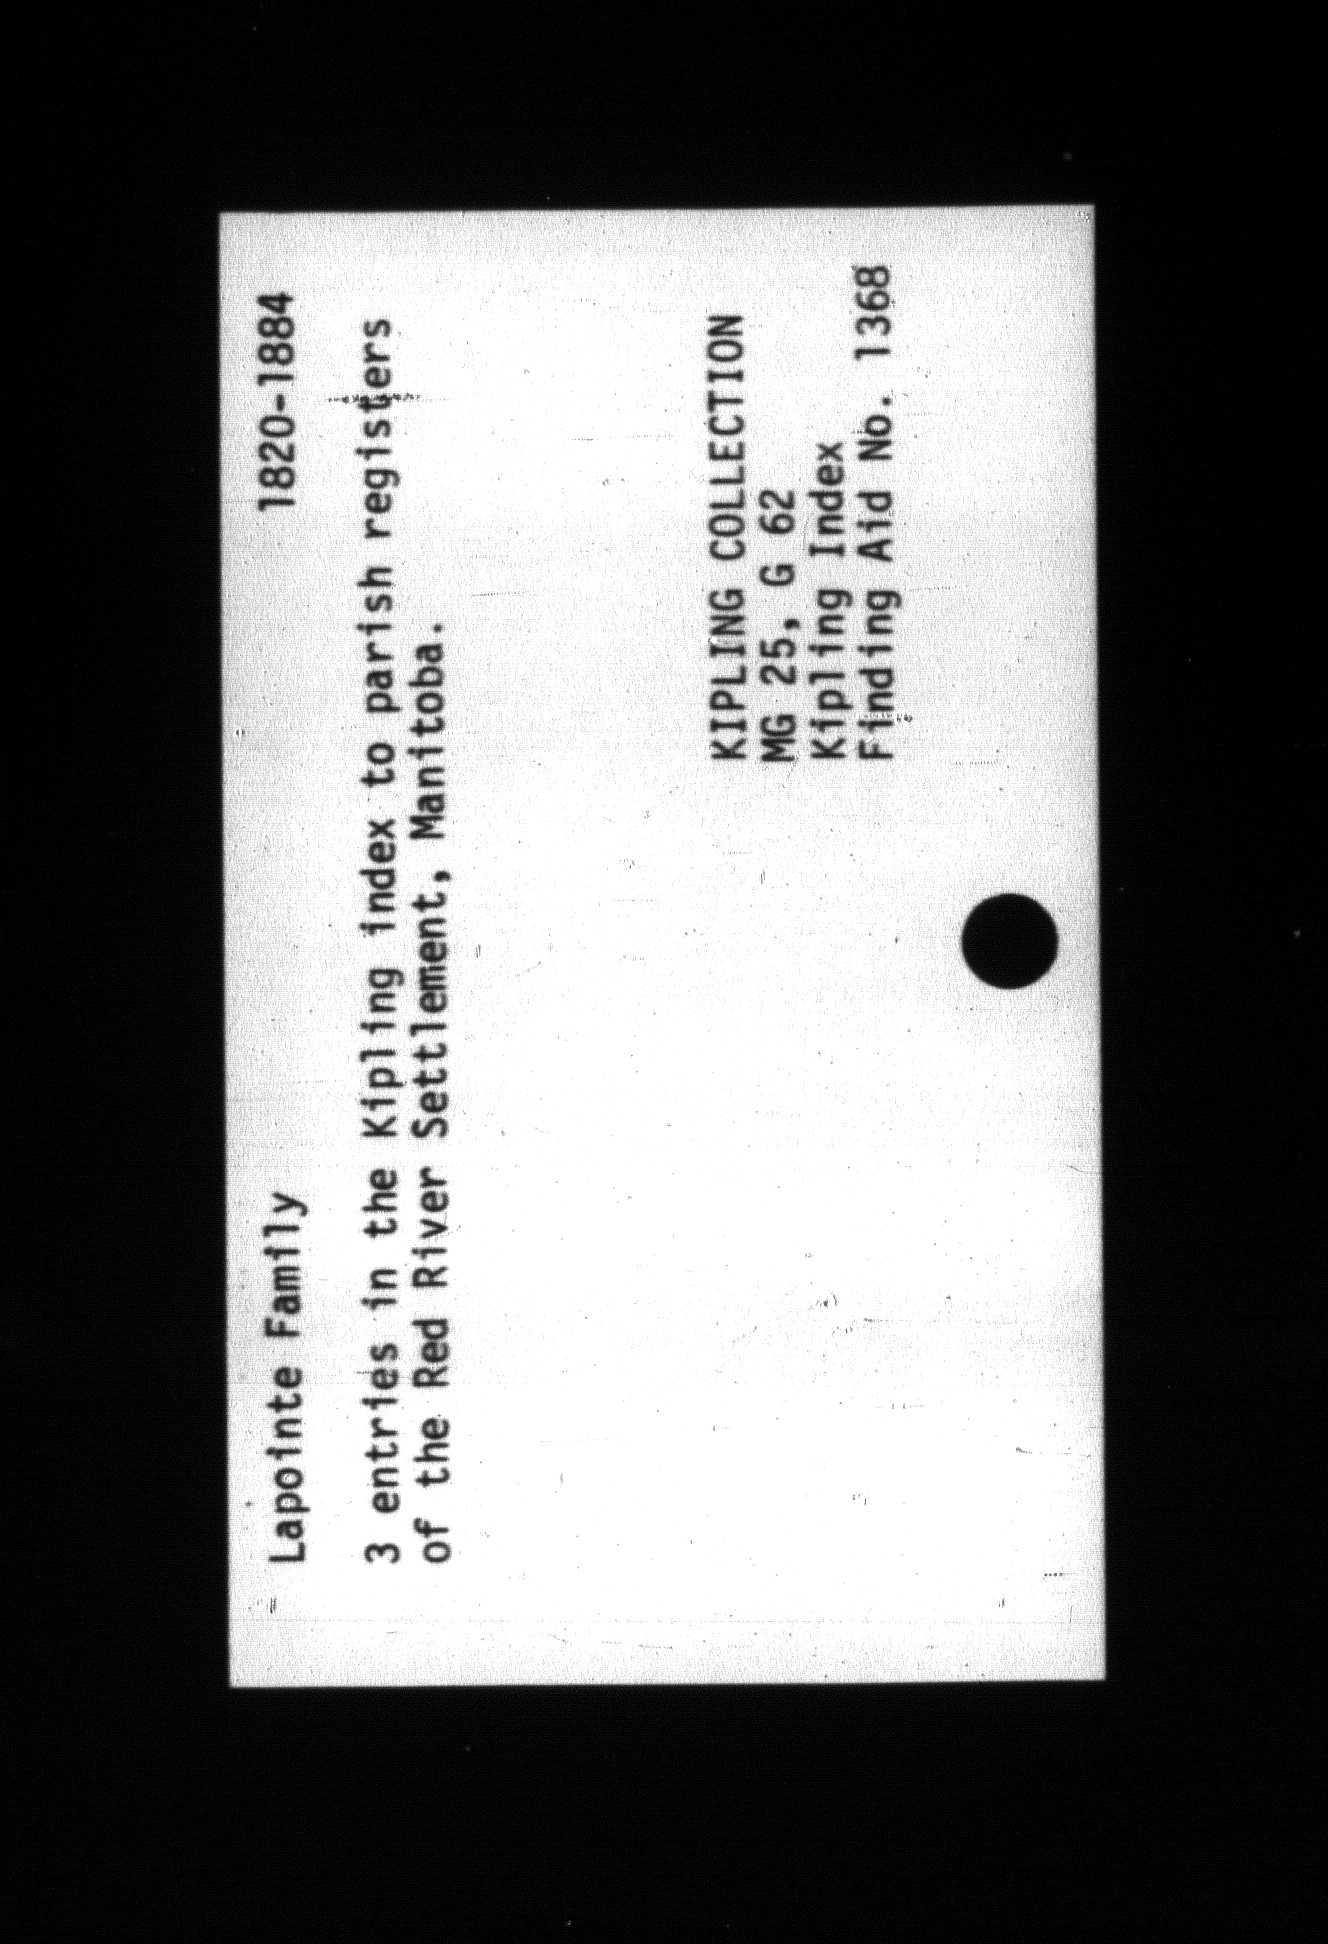 Lapointe Family 1820-1884
3 entries in the Kipling index to parish registers
of the Red River Settlement, Manitoba.
KIPLING COLLECTION
MG 25, G 62
Kipling Index
Finding Aid No. 1368